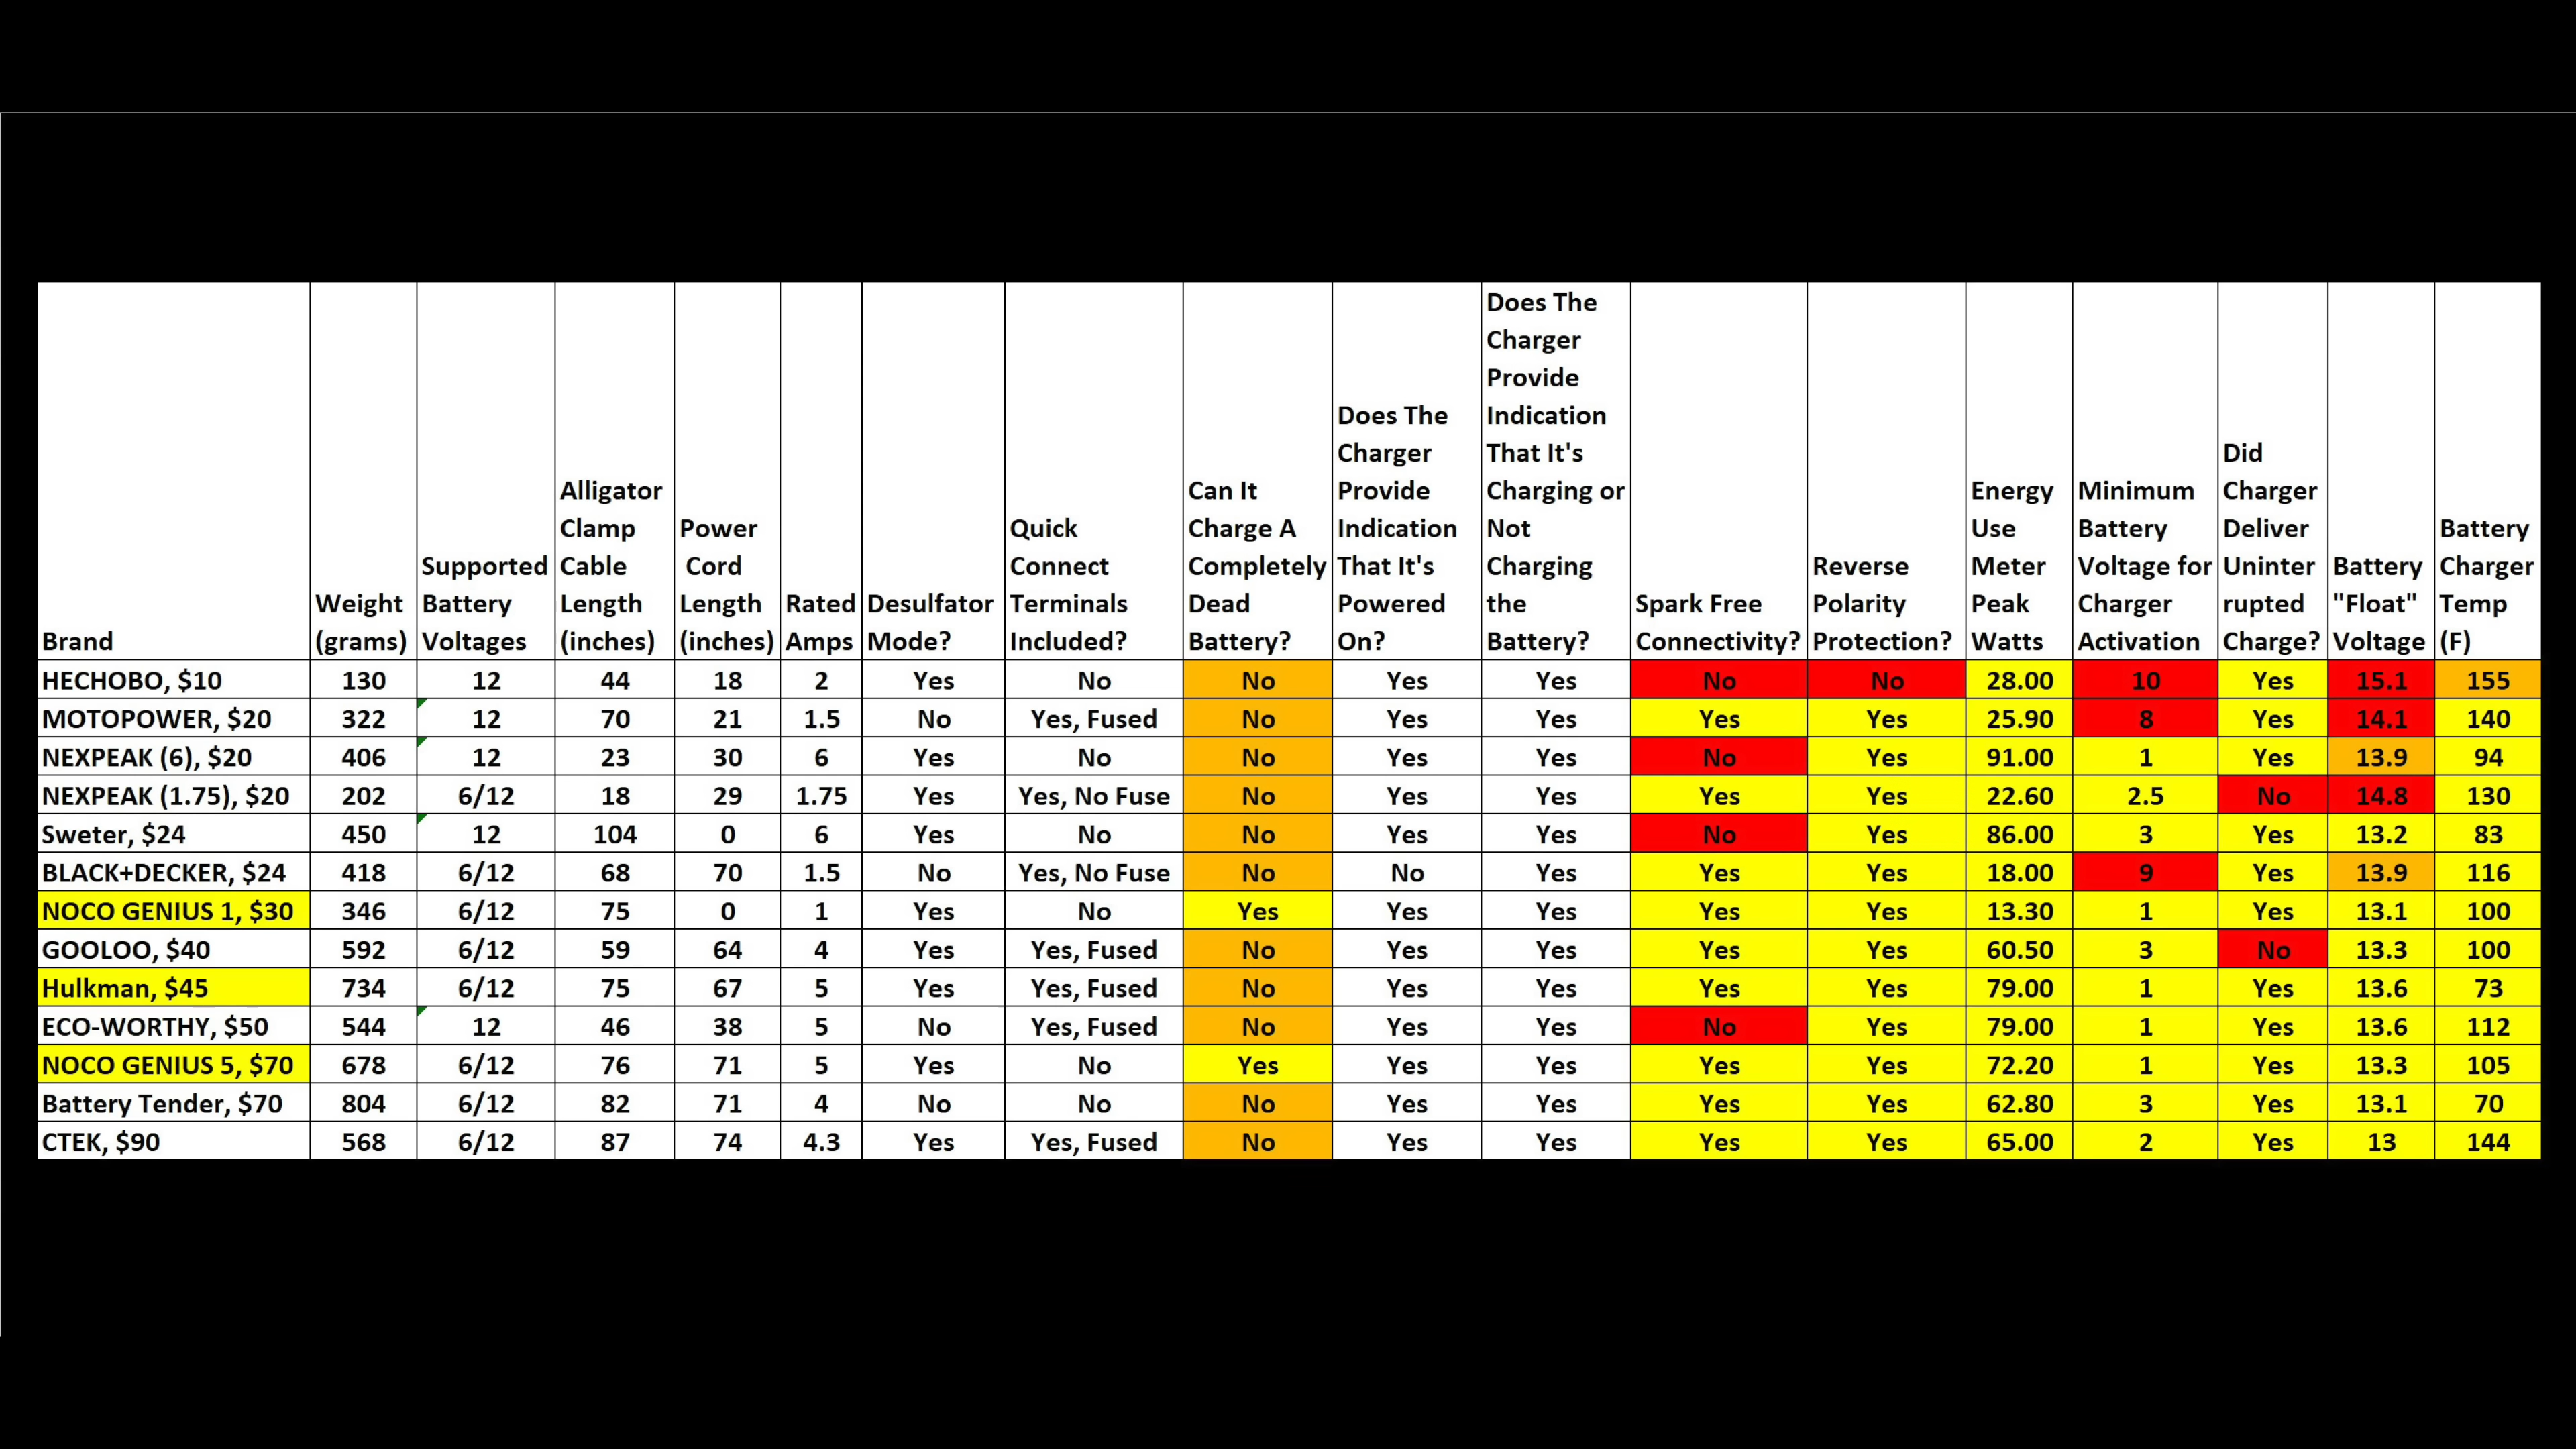 Brand | Weight (grams) | Supported Battery Voltages | Alligator Clamp Cable Length (inches) | Power Cord Length (inches) | Rated Amps | Desulfator Mode? | Quick Connect Terminals Included? | Can It Charge A Completely Dead Battery? | Does The Charger Provide Indication That It's Powered On? | Does The Charger Provide Indication That It's Charging or Not Charging the Battery? | Spark Free Connectivity? | Reverse Polarity Protection? | Energy Use Meter Peak Watts | Minimum Battery Voltage for Charger Activation | Did Charger Deliver Uninter rupted Charge? | Battery "Float" Voltage | Battery Charger Temp (F)
HECHOBO, $10 | 130 | 12 | 44 | 18 | 2 | Yes | No | No | Yes | Yes | No | No | 28.00 | 10 | Yes | 15.1 | 155
MOTOPOWER, $20 | 322 | 12 | 70 | 21 | 1.5 | No | Yes, Fused | No | Yes | Yes | Yes | Yes | 25.90 | 8 | Yes | 14.1 | 140
NEXPEAK (6), $20 | 406 | 12 | 23 | 30 | 6 | Yes | No | No | Yes | Yes | No | Yes | 91.00 | 1 | Yes | 13.9 | 94
NEXPEAK (1.75), $20 | 202 | 6/12 | 18 | 29 | 1.75 | Yes | Yes, No Fuse | No | Yes | Yes | Yes | Yes | 22.60 | 2.5 | No | 14.8 | 130
Sweter, $24 | 450 | 12 | 104 | 0 | 6 | Yes | No | No | Yes | Yes | No | Yes | 86.00 | 3 | Yes | 13.2 | 83
BLACK+DECKER, $24 | 418 | 6/12 | 68 | 70 | 1.5 | No | Yes, No Fuse | No | No | Yes | Yes | Yes | 18.00 | 9 | Yes | 13.9 | 116
NOCO GENIUS 1, $30 | 346 | 6/12 | 75 | 0 | 1 | Yes | No | Yes | Yes | Yes | Yes | Yes | 13.30 | 1 | Yes | 13.1 | 100
GOOLOO, $40 | 592 | 6/12 | 59 | 64 | 4 | Yes | Yes, Fused | No | Yes | Yes | Yes | Yes | 60.50 | 3 | No | 13.3 | 100
Hulkman, $45 | 734 | 6/12 | 75 | 67 | 5 | Yes | Yes, Fused | No | Yes | Yes | Yes | Yes | 79.00 | 1 | Yes | 13.6 | 73
ECO-WORTHY, $50 | 544 | 12 | 46 | 38 | 5 | No | Yes, Fused | No | Yes | Yes | No | Yes | 79.00 | 1 | Yes | 13.6 | 112
NOCO GENIUS 5, $70 | 678 | 6/12 | 76 | 71 | 5 | Yes | No | Yes | Yes | Yes | Yes | Yes | 72.20 | 1 | Yes | 13.3 | 105
Battery Tender, $70 | 804 | 6/12 | 82 | 71 | 4 | No | No | No | Yes | Yes | Yes | Yes | 62.80 | 3 | Yes | 13.1 | 70
CTEK, $90 | 568 | 6/12 | 87 | 74 | 4.3 | Yes | Yes, Fused | No | Yes | Yes | Yes | Yes | 65.00 | 2 | Yes | 13 | 144